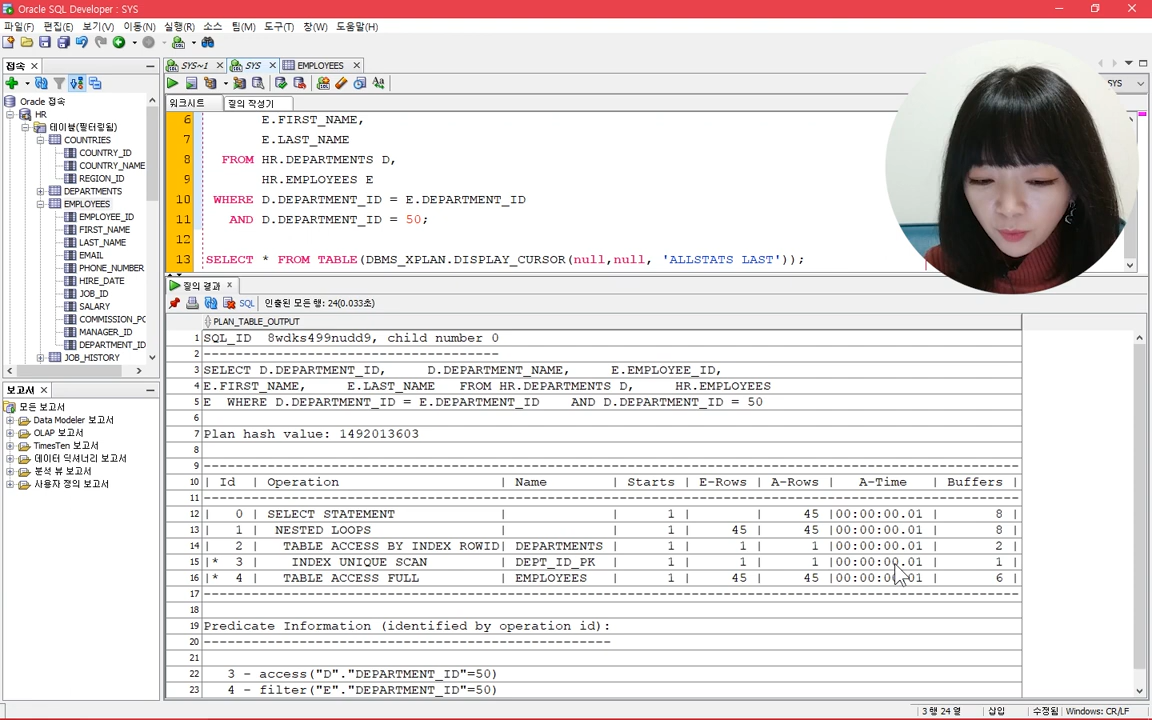 Oracle SQL Developer : SYS
파일(F) 편집(E) 보기(V) 이동(N) 실행(R) 소스 팀(M) 도구(T) 창(W) 도움말(H)
접속
SYS~1 SYS EMPLOYEES
SYS
워크시트 질의 작성기
Oracle 접속
HR
테이블(필터링됨)
COUNTRIES
COUNTRY_ID
COUNTRY_NAME
REGION_ID
DEPARTMENTS
EMPLOYEES
EMPLOYEE_ID
FIRST_NAME
LAST_NAME
EMAIL
PHONE_NUMBER
HIRE_DATE
JOB_ID
SALARY
COMMISSION_PC
MANAGER_ID
DEPARTMENT_ID
JOB_HISTORY
6 E.FIRST_NAME,
7 E.LAST_NAME
8 FROM HR.DEPARTMENTS D,
9 HR.EMPLOYEES E
10 WHERE D.DEPARTMENT_ID = E.DEPARTMENT_ID
11 AND D.DEPARTMENT_ID = 50;
12
13 SELECT * FROM TABLE(DBMS_XPLAN.DISPLAY_CURSOR(null,null, 'ALLSTATS LAST'));
보고서
모든 보고서
Data Modeler 보고서
OLAP 보고서
TimesTen 보고서
데이터 딕셔너리 보고서
분석 뷰 보고서
사용자 정의 보고서
질의 결과
SQL 인출된 모든 행: 24(0.033초)
PLAN_TABLE_OUTPUT
1 SQL_ID 8wdks499nudd9, child number 0
2 -------------------------------------
3 SELECT D.DEPARTMENT_ID, D.DEPARTMENT_NAME, E.EMPLOYEE_ID,
4 E.FIRST_NAME, E.LAST_NAME FROM HR.DEPARTMENTS D, HR.EMPLOYEES
5 E WHERE D.DEPARTMENT_ID = E.DEPARTMENT_ID AND D.DEPARTMENT_ID = 50
6
7 Plan hash value: 1492013603
8
9 ------------------------------------------------------------------------------------------------------
10 | Id | Operation | Name | Starts | E-Rows | A-Rows | A-Time | Buffers |
11 ------------------------------------------------------------------------------------------------------
12 | 0 | SELECT STATEMENT | | 1 | | 45 |00:00:00.01 | 8 |
13 | 1 | NESTED LOOPS | | 1 | 45 | 45 |00:00:00.01 | 8 |
14 | 2 | TABLE ACCESS BY INDEX ROWID| DEPARTMENTS | 1 | 1 | 1 |00:00:00.01 | 2 |
15 |* 3 | INDEX UNIQUE SCAN | DEPT_ID_PK | 1 | 1 | 1 |00:00:00.01 | 1 |
16 |* 4 | TABLE ACCESS FULL | EMPLOYEES | 1 | 45 | 45 |00:00:00.01 | 6 |
17 ------------------------------------------------------------------------------------------------------
18
19 Predicate Information (identified by operation id):
20 ---------------------------------------------------
21
22 3 - access("D"."DEPARTMENT_ID"=50)
23 4 - filter("E"."DEPARTMENT_ID"=50)
3 행 24 열 삽입 수정됨 Windows: CR/LF